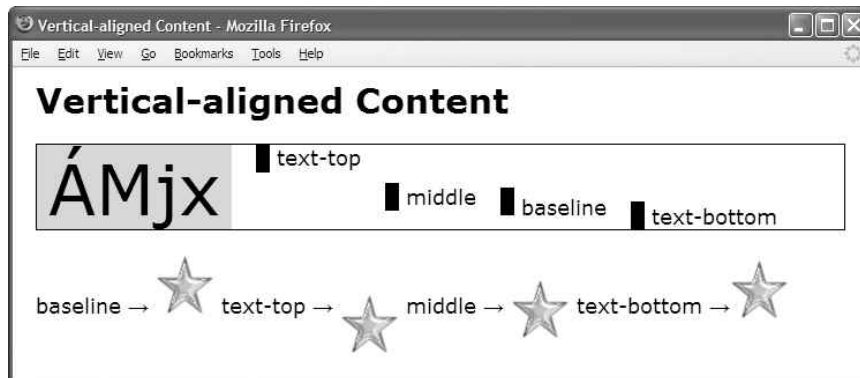 Vertical-aligned Content - Mozilla Firefox
File Edit View Go Bookmarks Tools Help
Vertical-aligned Content
ÁMjx text-top middle baseline text-bottom
baseline → text-top → middle → text-bottom →